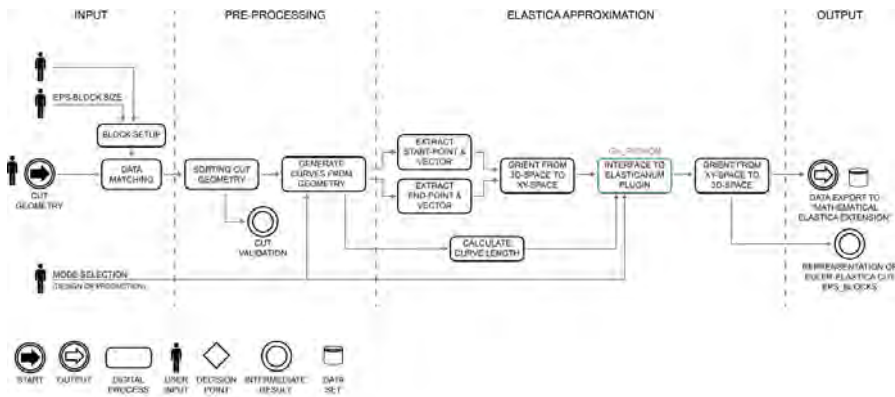 INPUT
PRE-PROCESSING
ELASTICA APPROXIMATION
OUTPUT
EPS-BLOCK SIZE
BLOCK SETUP
CUT
GEOMETRY
DATA
MATCHING
SORTING CUT
GEOMETRY
CUT
VALIDATION
GENERATE
CURVES FROM
GEOMETRY
EXTRACT
START-POINT &
VECTOR
EXTRACT
END-POINT &
VECTOR
CALCULATE
CURVE LENGTH
ORIENT FROM
3D-SPACE TO
XY-SPACE
INTERFACE TO
ELASTICANUM
PLUGIN
ORIENT FROM
XY-SPACE TO
3D-SPACE
DATA EXPORT TO
"MATHEMATICAL
ELASTICA EXTENSION"
REPRENSENTATION OF
EULER-ELASTICA CUT
EPS_BLOCKS
MODE SELECTION
(DESIGN OR PRODUCTION)
START
OUTPUT
DIGITAL
PROCESS
USER
INPUT
DECISION
POINT
INTERMEDIATE
RESULT
DATA
SET